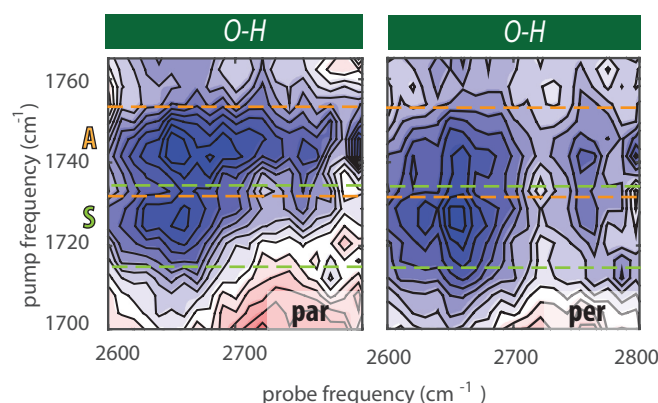 O-H
O-H
pump frequency (cm-1)
1760
1740
1720
1700
A
S
par
per
2600
2700
2600
2700
2800
probe frequency (cm -1 )